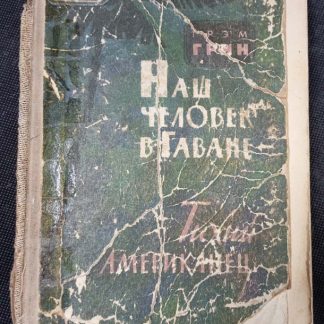 ГРЭМ
ГРИН
НАШ
ЧЕЛОВЕК
В ГАВАНЕ
Тихий
АМЕРИКАНЕЦ